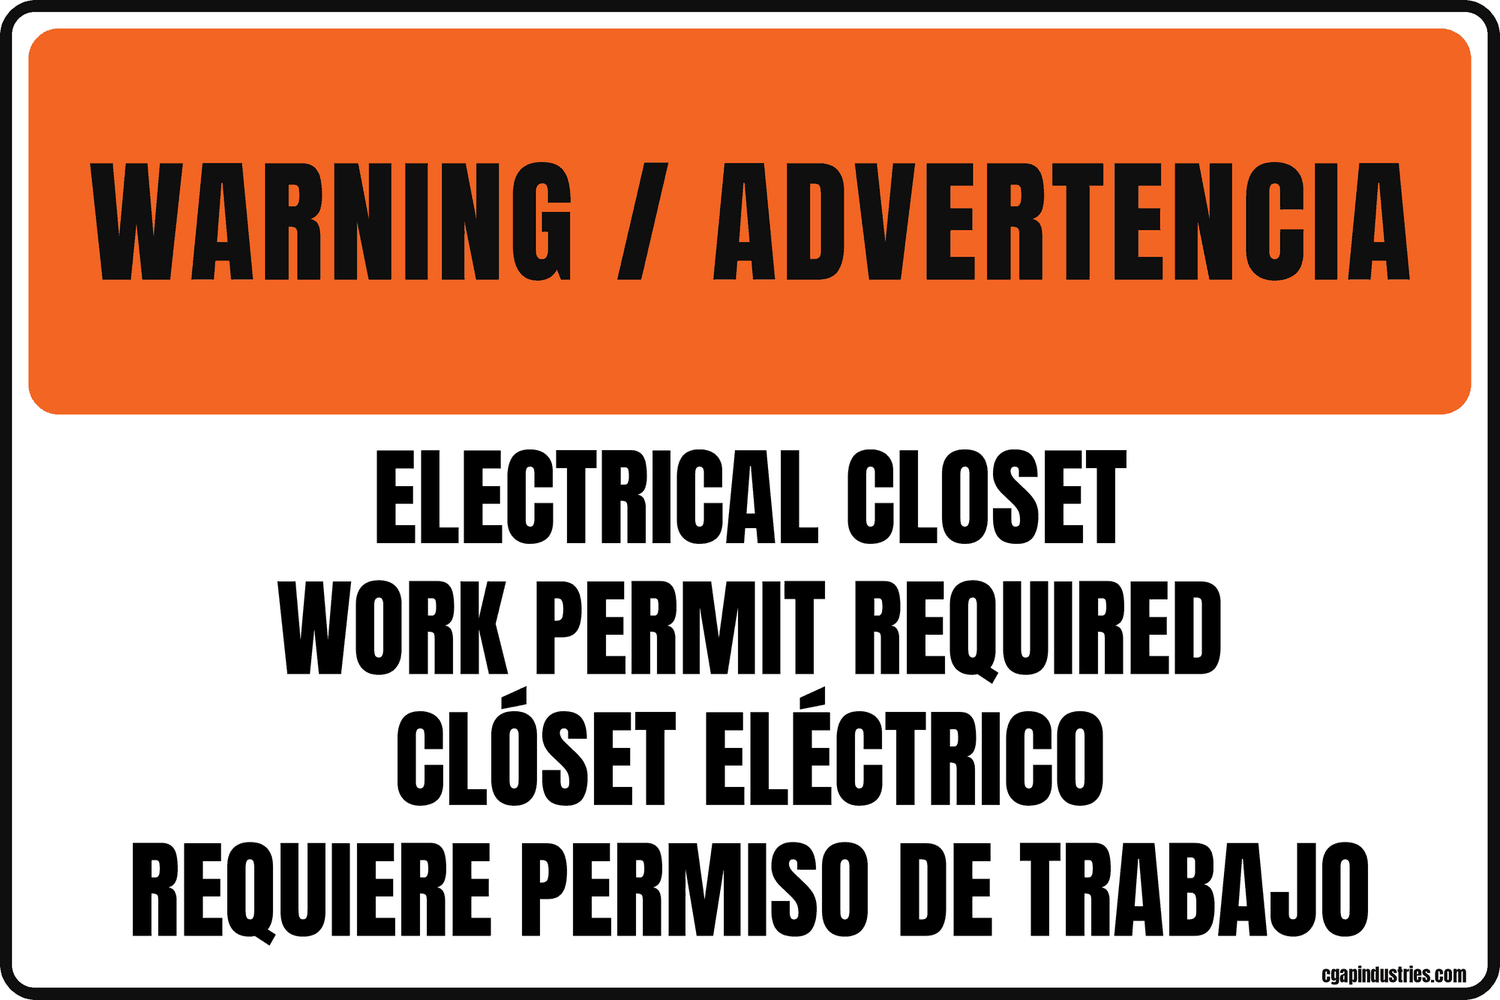 WARNING / ADVERTENCIA
ELECTRICAL CLOSET
WORK PERMIT REQUIRED
CLÓSET ELÉCTRICO
REQUIERE PERMISO DE TRABAJO
cgapindustries.com